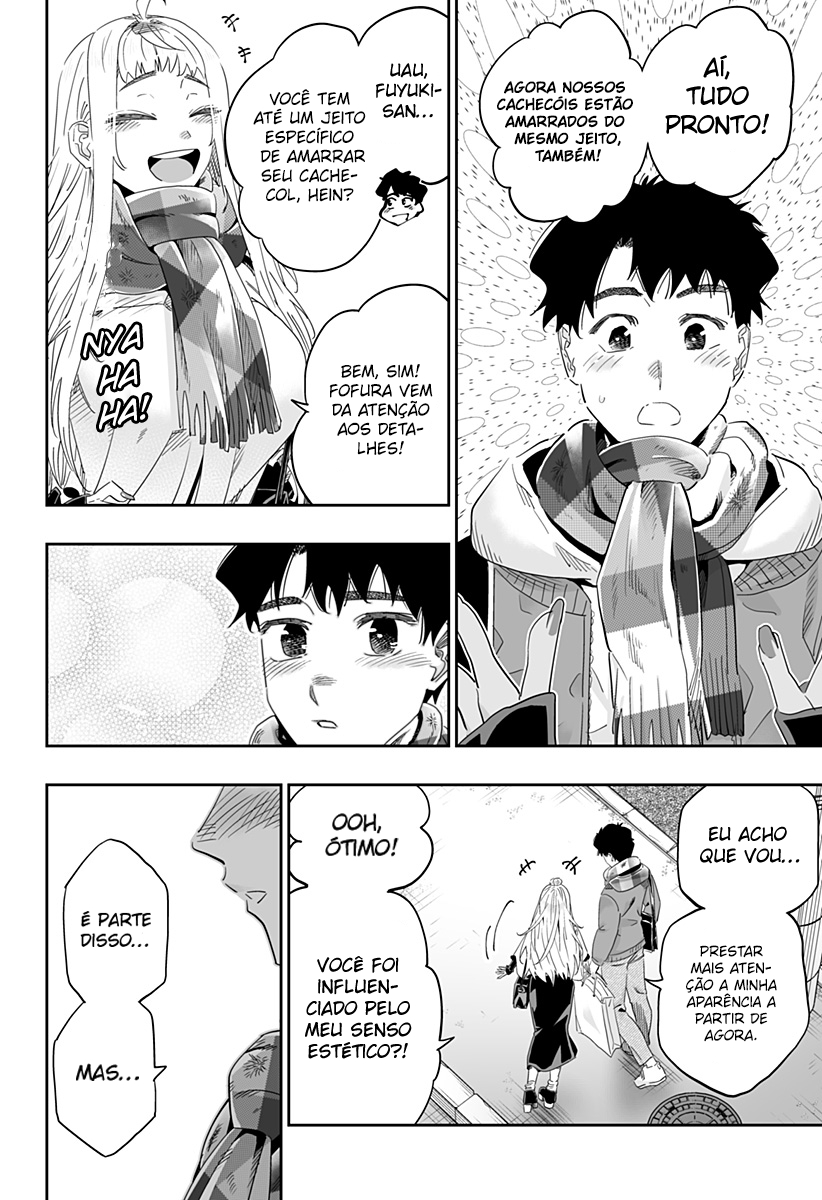 AÍ,
TUDO
PRONTO!
AGORA NOSSOS
CACHECÓIS ESTÃO
AMARRADOS DO
MESMO JEITO,
TAMBÉM!
UAU,
FUYUKI-
SAN...
VOCÊ TEM
ATÉ UM JEITO
ESPECÍFICO
DE AMARRAR
SEU CACHE-
COL, HEIN?
BEM, SIM!
FOFURA VEM
DA ATENÇÃO
AOS DETA-
LHES!
NYA
HA
HA!
EU ACHO
QUE VOU...
PRESTAR
MAIS ATEN-
ÇÃO A MINHA
APARÊNCIA A
PARTIR DE
AGORA.
OOH,
ÓTIMO!
VOCÊ FOI
INFLUEN-
CIADO PELO
MEU SENSO
ESTÉTICO?!
É PARTE
DISSO...
MAS...